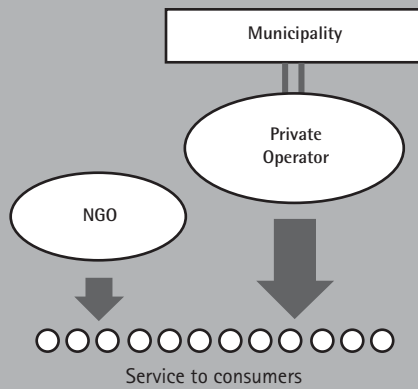 Municipality
Private
Operator
NGO
Service to consumers